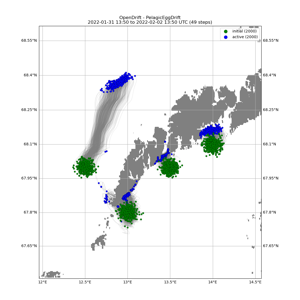 OpenDrift - PelagicEggDrift
2022-01-31 13:50 to 2022-02-02 13:50 UTC (49 steps)
initial (2000)
active (2000)
68.55°N 68.55°N
68.4°N 68.4°N
68.25°N 68.25°N
68.1°N 68.1°N
67.95°N 67.95°N
67.8°N 67.8°N
67.65°N 67.65°N
12°E 12.5°E 13°E 13.5°E 14°E 14.5°E